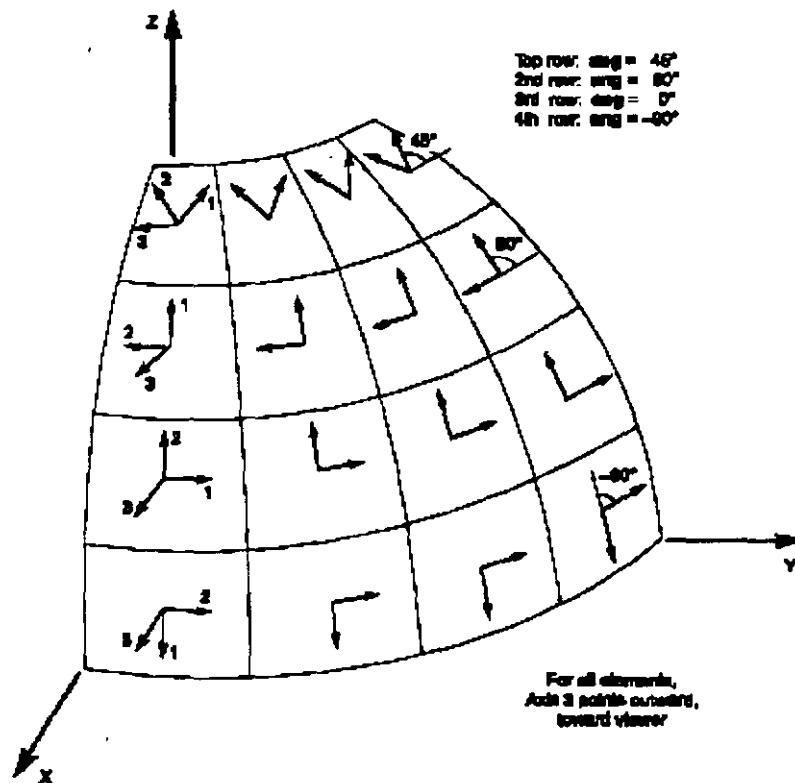 Z
Top row: ang = 45°
2nd row: ang = 90°
3rd row: ang = 0°
4th row: ang = –90°
45°
2
1
3
90°
1
2
3
2
1
3
–90°
2
3
1
Y
For all elements,
Axis 3 points outward,
toward viewer
X